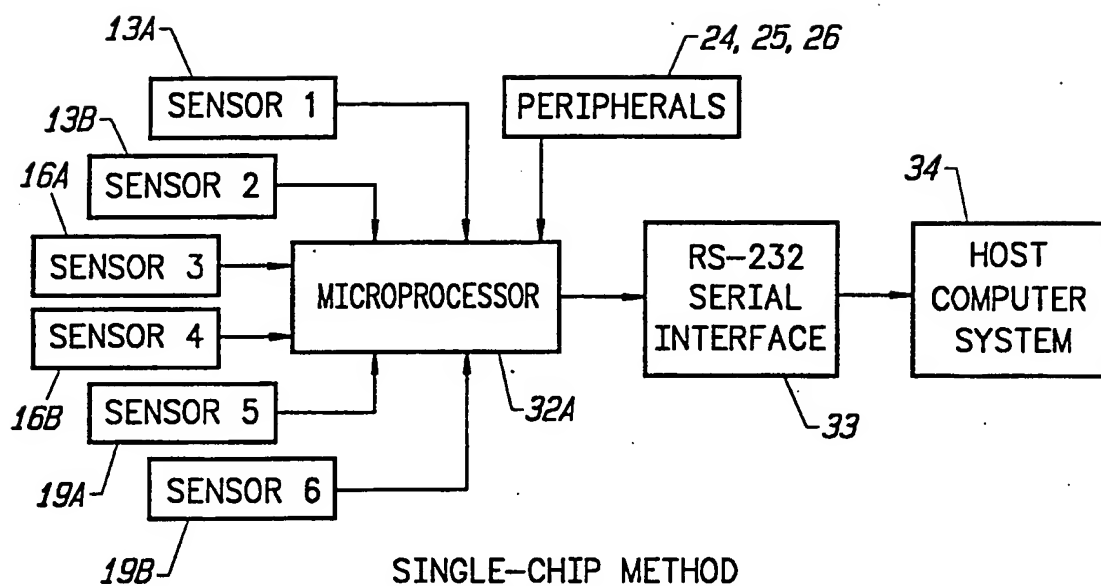 13A
24, 25, 26
SENSOR 1
PERIPHERALS
13B
SENSOR 2
16A
34
SENSOR 3
MICROPROCESSOR
RS-232
SERIAL
INTERFACE
HOST
COMPUTER
SYSTEM
SENSOR 4
16B
SENSOR 5
32A
33
19A
SENSOR 6
19B
SINGLE-CHIP METHOD